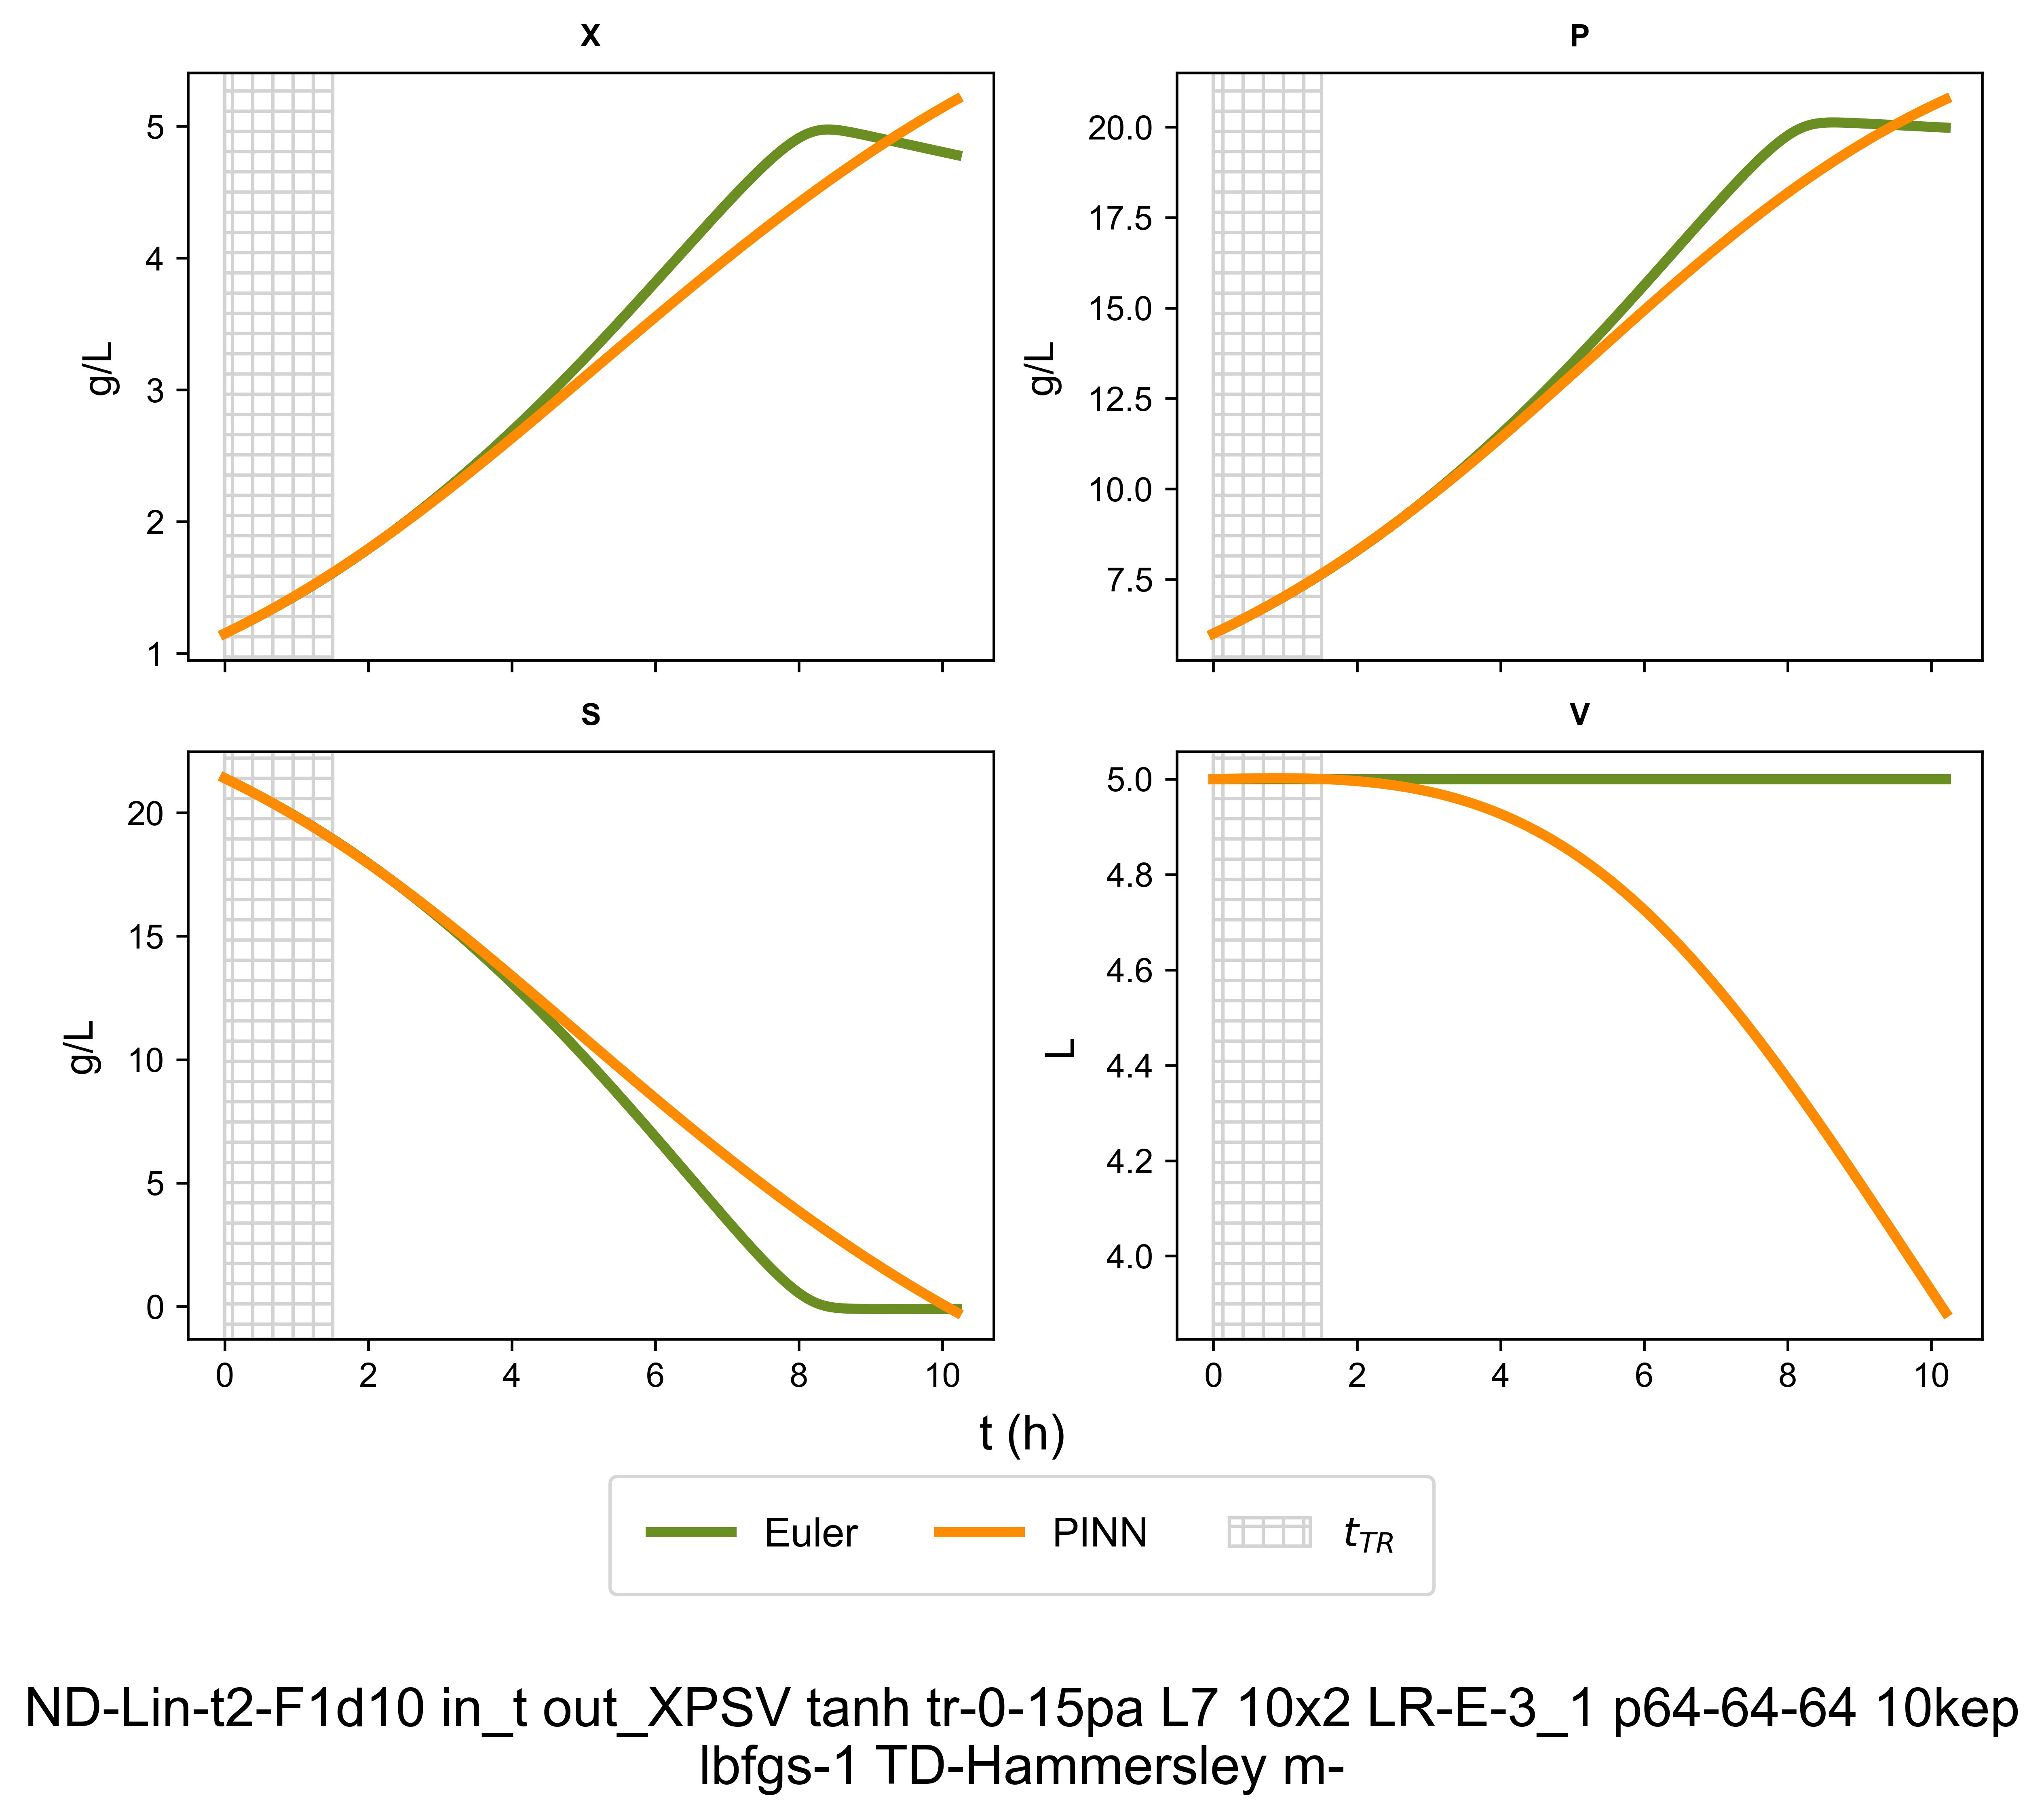 X
P
5
4
3
2
1
g/L
20.0
17.5
15.0
12.5
10.0
7.5
g/L
S
V
20
15
10
5
0
g/L
0 2 4 6 8 10
5.0
4.8
4.6
4.4
4.2
4.0
L
0 2 4 6 8 10
t (h)
Euler PINN t_TR
ND-Lin-t2-F1d10 in_t out_XPSV tanh tr-0-15pa L7 10x2 LR-E-3_1 p64-64-64 10kep
lbfgs-1 TD-Hammersley m-